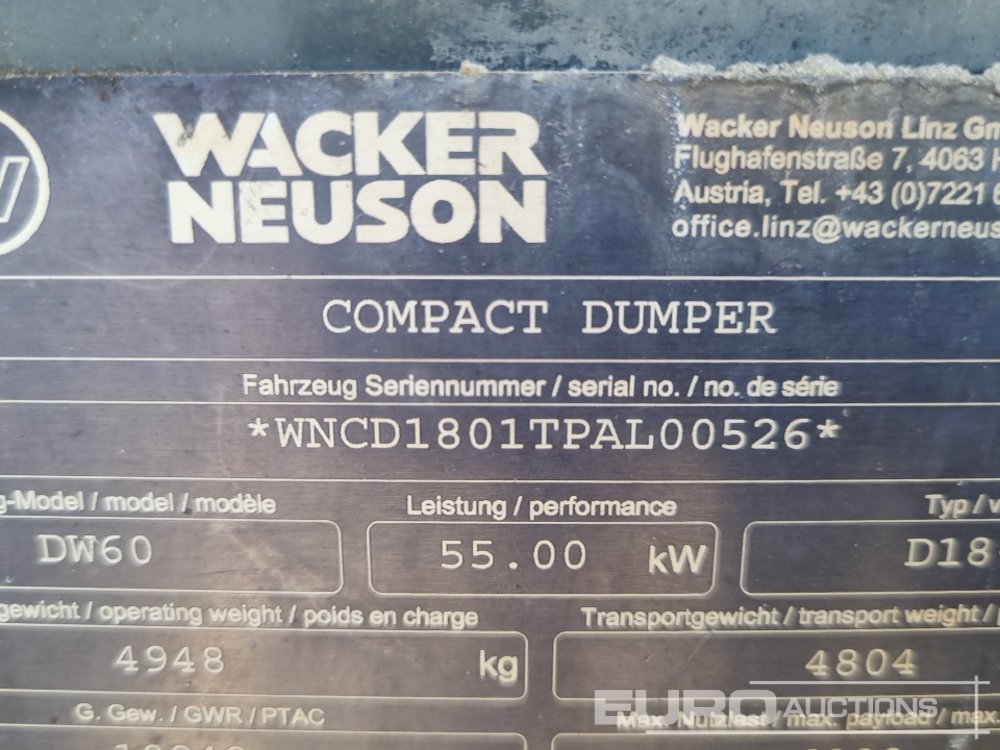 WACKER
NEUSON
Wacker Neuson Linz
Flughafenstraße 7, 4063
Austria, Tel. +43 (0)7221
office.linz@wackerneus
COMPACT DUMPER
Fahrzeug Seriennummer / serial no. / no. de série
*WNCD1801TPAL00526*
g-Model / model / modèle
Leistung / performance
Typ /
DW60
55.00 kW
D18
gewicht / operating weight / poids en charge
Transportgewicht / transport weight /
4948 kg
4804
G. Gew. / GWR / PTAC
Max. Nutzlast / max. payload / max.
EURO AUCTIONS